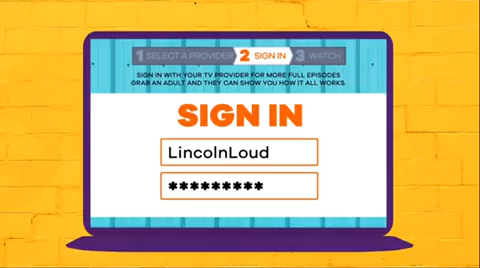 1 SELECT A PROVIDER 2 SIGN IN 3 WATCH
SIGN IN WITH YOUR TV PROVIDER FOR MORE FULL EPISODES
GRAB AN ADULT AND THEY CAN SHOW YOU HOW IT ALL WORKS.
SIGN IN
LincolnLoud
*********